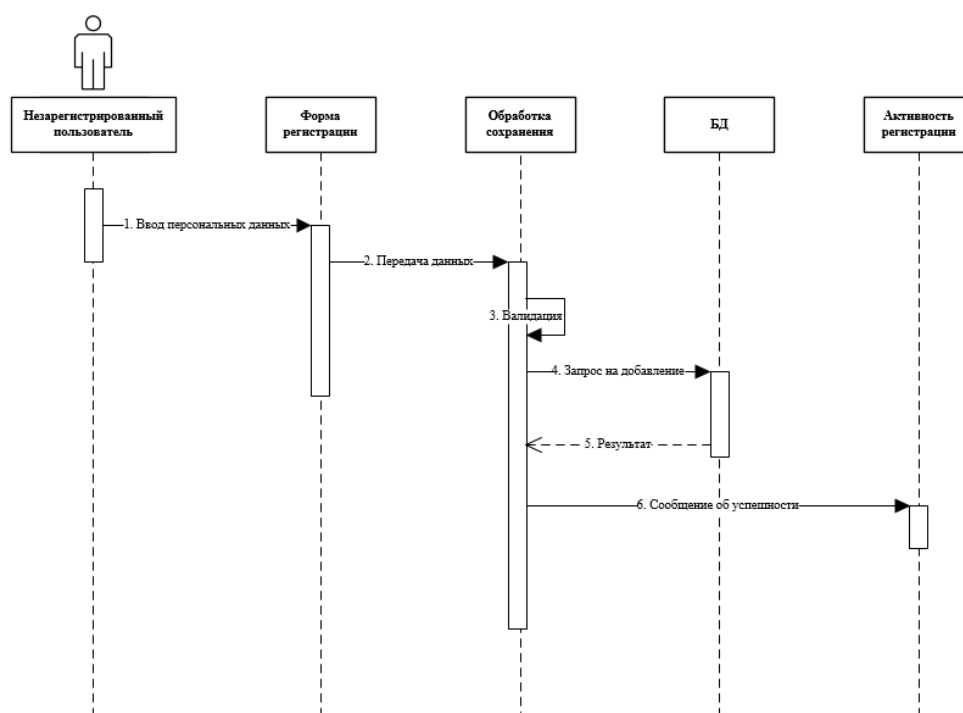 Незарегистрированный
пользователь
Форма
регистрации
Обработка
сохранения
БД
Активность
регистрации
1. Ввод персональных данных
2. Передача данных
3. Валидация
4. Запрос на добавление
5. Результат
6. Сообщение об успешности